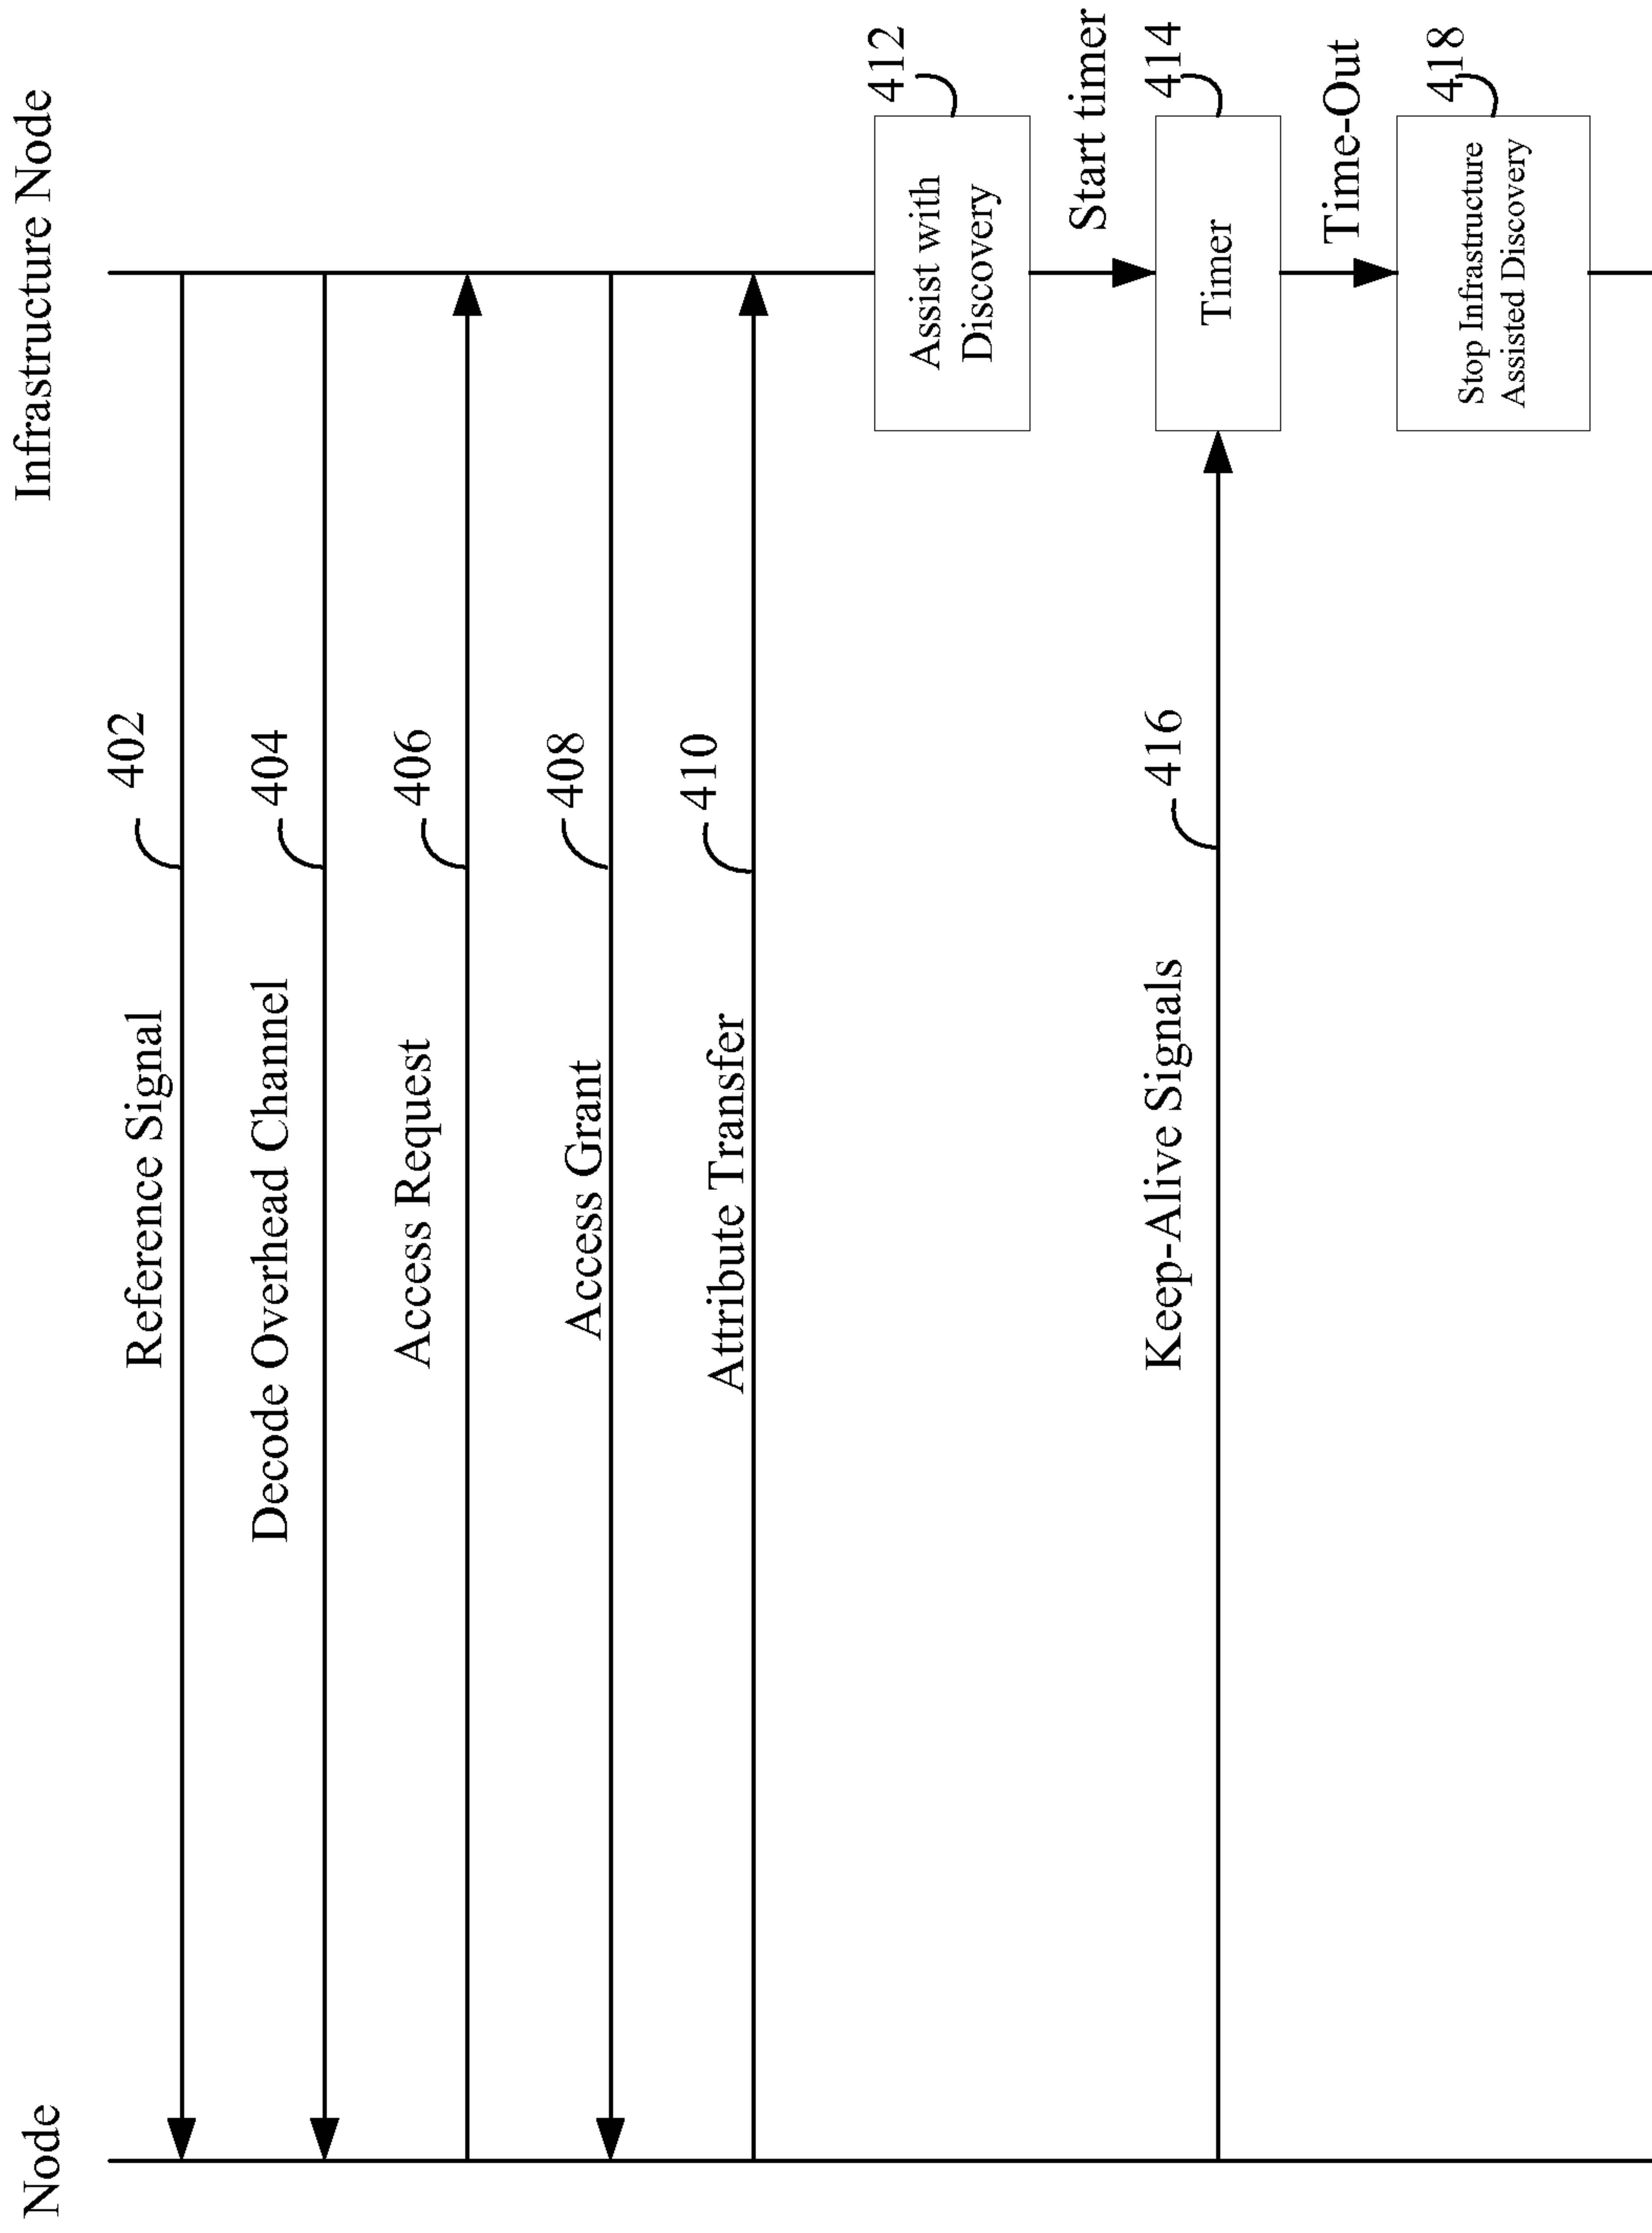 Node
Infrastructure Node
Reference Signal
402
Decode Overhead Channel
404
Access Request
406
Access Grant
408
Attribute Transfer
410
Assist with
Discovery
412
Start timer
Keep-Alive Signals
416
Timer
414
Time-Out
Stop Infrastructure
Assisted Discovery
418